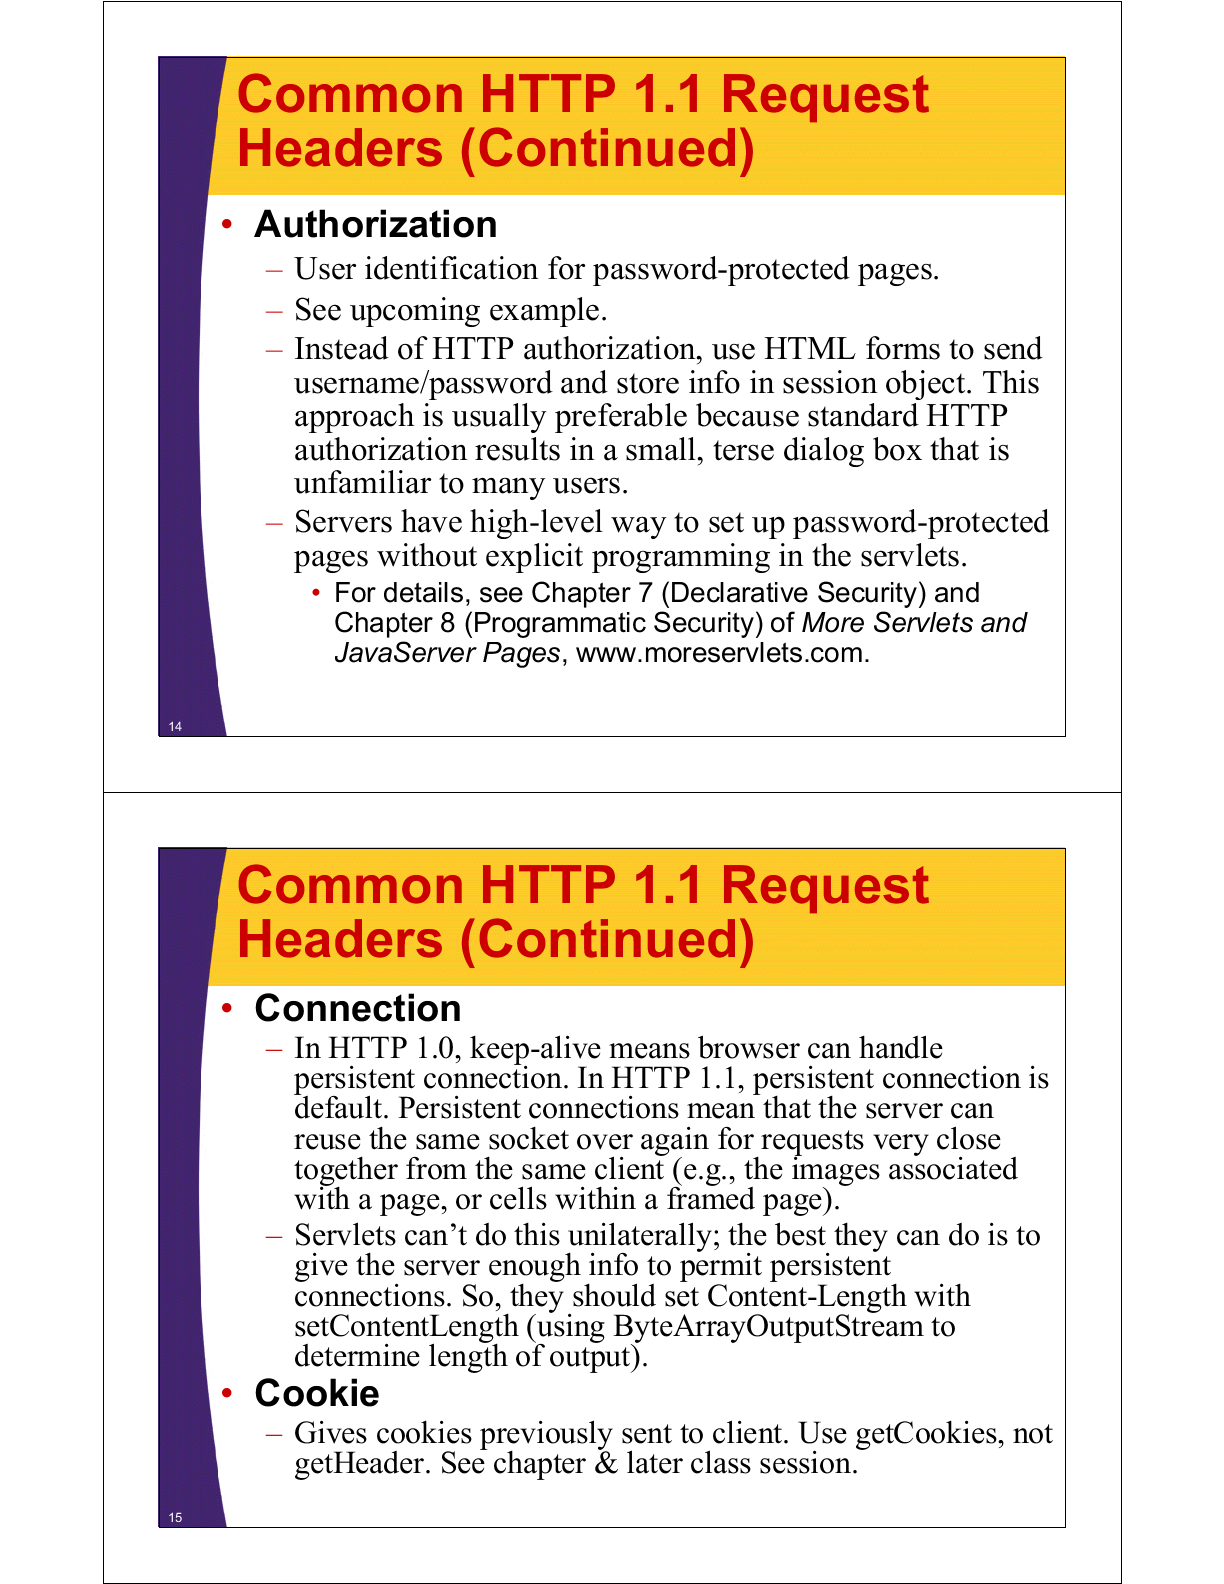 Common HTTP 1.1 Request
Headers (Continued)
• Authorization
– User identification for password-protected pages.
– See upcoming example.
– Instead of HTTP authorization, use HTML forms to send
username/password and store info in session object. This
approach is usually preferable because standard HTTP
authorization results in a small, terse dialog box that is
unfamiliar to many users.
– Servers have high-level way to set up password-protected
pages without explicit programming in the servlets.
• For details, see Chapter 7 (Declarative Security) and
Chapter 8 (Programmatic Security) of More Servlets and
JavaServer Pages, www.moreservlets.com.
14
Common HTTP 1.1 Request
Headers (Continued)
• Connection
– In HTTP 1.0, keep-alive means browser can handle
persistent connection. In HTTP 1.1, persistent connection is
default. Persistent connections mean that the server can
reuse the same socket over again for requests very close
together from the same client (e.g., the images associated
with a page, or cells within a framed page).
– Servlets can’t do this unilaterally; the best they can do is to
give the server enough info to permit persistent
connections. So, they should set Content-Length with
setContentLength (using ByteArrayOutputStream to
determine length of output).
• Cookie
– Gives cookies previously sent to client. Use getCookies, not
getHeader. See chapter & later class session.
15